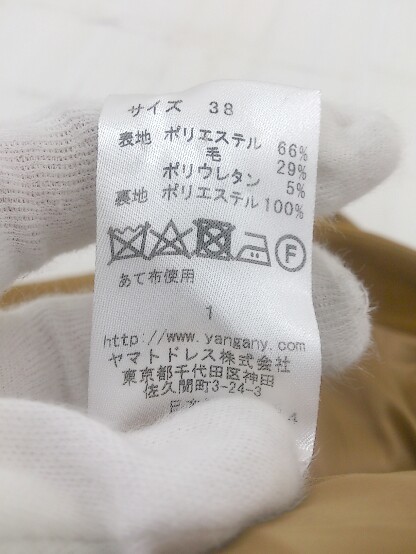 サイズ 38
表地 ポリエステル 66%
毛 29%
ポリウレタン 5%
裏地 ポリエステル 100%
F
あて布使用
1
http://www.yangany.com
ヤマトドレス株式会社
東京都千代田区神田
佐久間町3-24-3
4